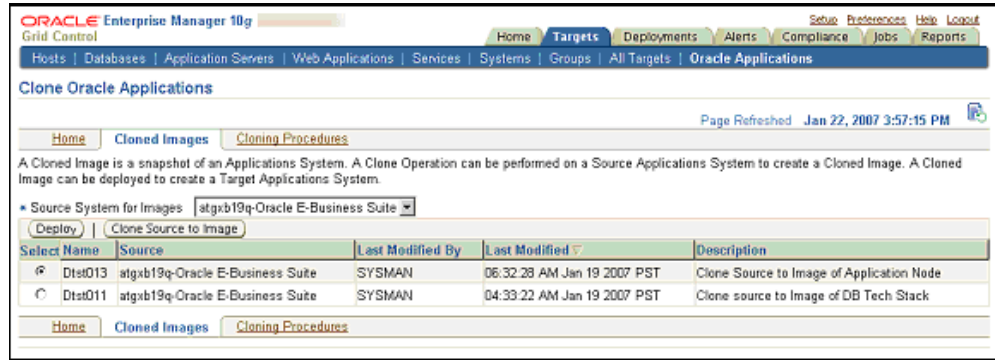 ORACLE Enterprise Manager 10g
Setup Preferences Help Logout
Grid Control
Home Targets Deployments Alerts Compliance Jobs Reports
Hosts | Databases | Application Servers | Web Applications | Services | Systems | Groups | All Targets | Oracle Applications
Clone Oracle Applications
Page Refreshed Jan 22, 2007 3:57:15 PM
Home Cloned Images Cloning Procedures
A Cloned Image is a snapshot of an Applications System. A Clone Operation can be performed on a Source Applications System to create a Cloned Image. A Cloned
Image can be deployed to create a Target Applications System.
* Source System for Images atgxb19q-Oracle E-Business Suite
Deploy | Clone Source to Image
Select Name Source Last Modified By Last Modified Description
Dtst013 atgxb19q-Oracle E-Business Suite SYSMAN 06:32:28 AM Jan 19 2007 PST Clone Source to Image of Application Node
Dtst011 atgxb19q-Oracle E-Business Suite SYSMAN 04:33:22 AM Jan 19 2007 PST Clone source to Image of DB Tech Stack
Home Cloned Images Cloning Procedures